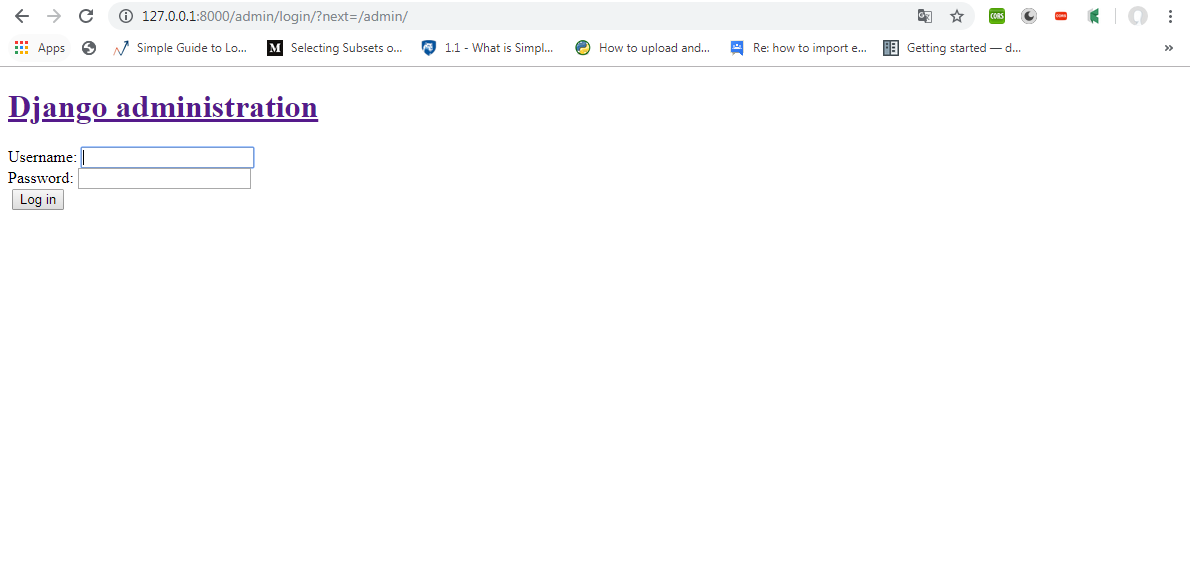 127.0.0.1:8000/admin/login/?next=/admin/
CORS
CORS
Apps
Simple Guide to Lo...
M
Selecting Subsets o...
1.1 - What is Simpl...
How to upload and...
Re: how to import e...
Getting started — d...
»
Django administration
Username:
Password:
Log in